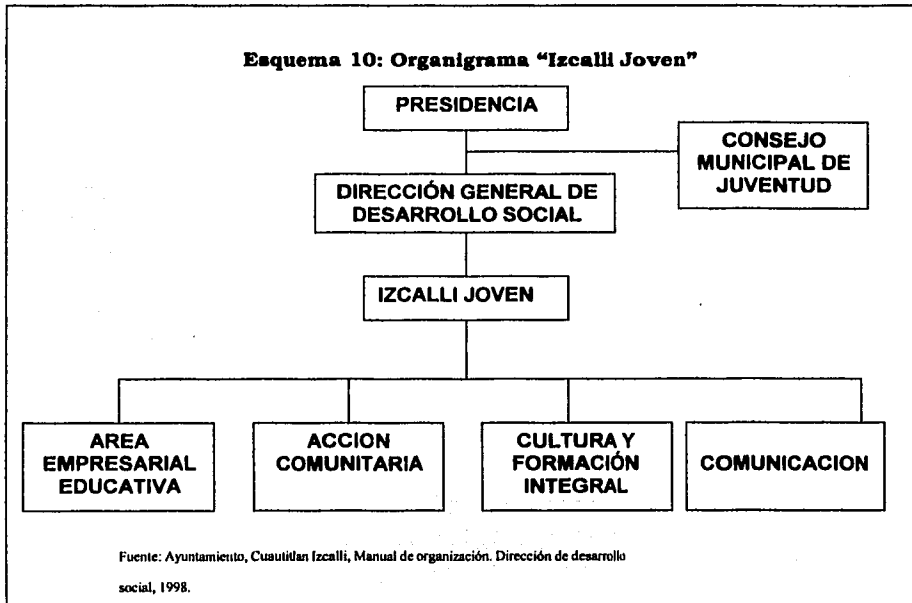 Esquema 10: Organigrama “Izcalli Joven”
PRESIDENCIA
CONSEJO
MUNICIPAL DE
JUVENTUD
DIRECCIÓN GENERAL DE
DESARROLLO SOCIAL
IZCALLI JOVEN
AREA
EMPRESARIAL
EDUCATIVA
ACCION
COMUNITARIA
CULTURA Y
FORMACIÓN
INTEGRAL
COMUNICACION
Fuente: Ayuntamiento, Cuautitlan Izcalli, Manual de organización. Dirección de desarrollo
social, 1998.